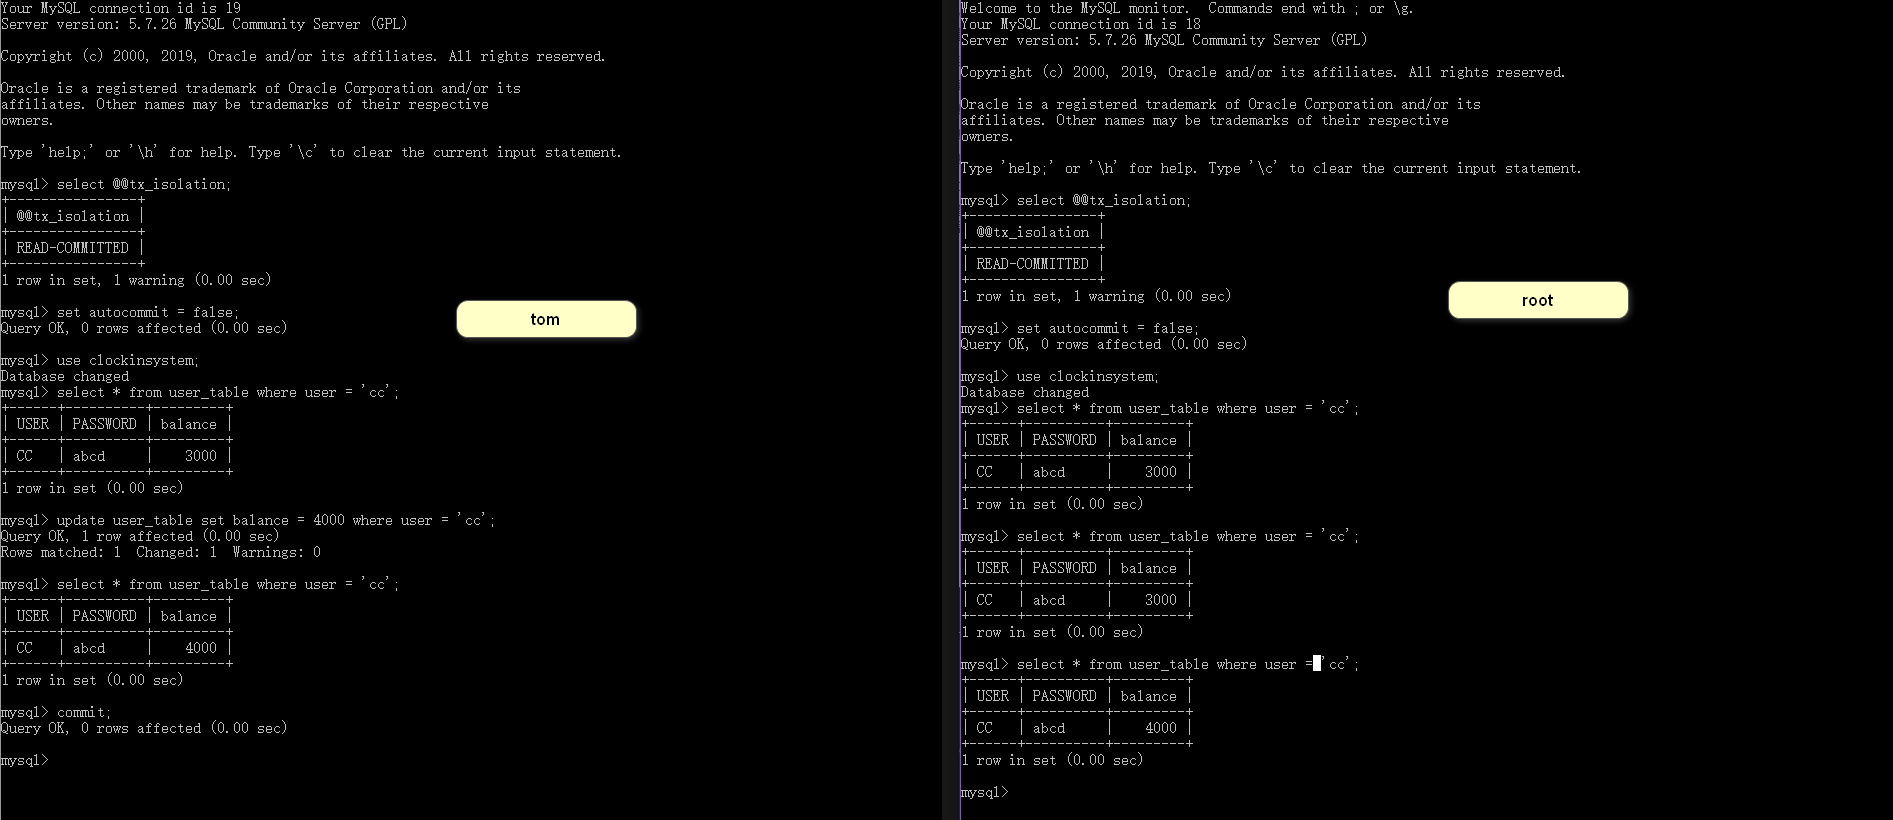 Your MySQL connection id is 19
Server version: 5.7.26 MySQL Community Server (GPL)
Copyright (c) 2000, 2019, Oracle and/or its affiliates. All rights reserved.
Oracle is a registered trademark of Oracle Corporation and/or its
affiliates. Other names may be trademarks of their respective
owners.
Type 'help;' or '\h' for help. Type '\c' to clear the current input statement.
mysql> select @@tx_isolation;
+----------------+
| @@tx_isolation |
+----------------+
| READ-COMMITTED |
+----------------+
1 row in set, 1 warning (0.00 sec)
mysql> set autocommit = false;
Query OK, 0 rows affected (0.00 sec)
mysql> use clockinsystem;
Database changed
mysql> select * from user_table where user = 'cc';
+------+----------+---------+
| USER | PASSWORD | balance |
+------+----------+---------+
| CC   | abcd     |    3000 |
+------+----------+---------+
1 row in set (0.00 sec)
mysql> update user_table set balance = 4000 where user = 'cc';
Query OK, 1 row affected (0.00 sec)
Rows matched: 1  Changed: 1  Warnings: 0
mysql> select * from user_table where user = 'cc';
+------+----------+---------+
| USER | PASSWORD | balance |
+------+----------+---------+
| CC   | abcd     |    4000 |
+------+----------+---------+
1 row in set (0.00 sec)
mysql> commit;
Query OK, 0 rows affected (0.00 sec)
mysql>
tom
Welcome to the MySQL monitor.  Commands end with ; or \g.
Your MySQL connection id is 18
Server version: 5.7.26 MySQL Community Server (GPL)
Copyright (c) 2000, 2019, Oracle and/or its affiliates. All rights reserved.
Oracle is a registered trademark of Oracle Corporation and/or its
affiliates. Other names may be trademarks of their respective
owners.
Type 'help;' or '\h' for help. Type '\c' to clear the current input statement.
mysql> select @@tx_isolation;
+----------------+
| @@tx_isolation |
+----------------+
| READ-COMMITTED |
+----------------+
1 row in set, 1 warning (0.00 sec)
mysql> set autocommit = false;
Query OK, 0 rows affected (0.00 sec)
mysql> use clockinsystem;
Database changed
mysql> select * from user_table where user = 'cc';
+------+----------+---------+
| USER | PASSWORD | balance |
+------+----------+---------+
| CC   | abcd     |    3000 |
+------+----------+---------+
1 row in set (0.00 sec)
mysql> select * from user_table where user = 'cc';
+------+----------+---------+
| USER | PASSWORD | balance |
+------+----------+---------+
| CC   | abcd     |    3000 |
+------+----------+---------+
1 row in set (0.00 sec)
mysql> select * from user_table where user = 'cc';
+------+----------+---------+
| USER | PASSWORD | balance |
+------+----------+---------+
| CC   | abcd     |    4000 |
+------+----------+---------+
1 row in set (0.00 sec)
mysql>
root